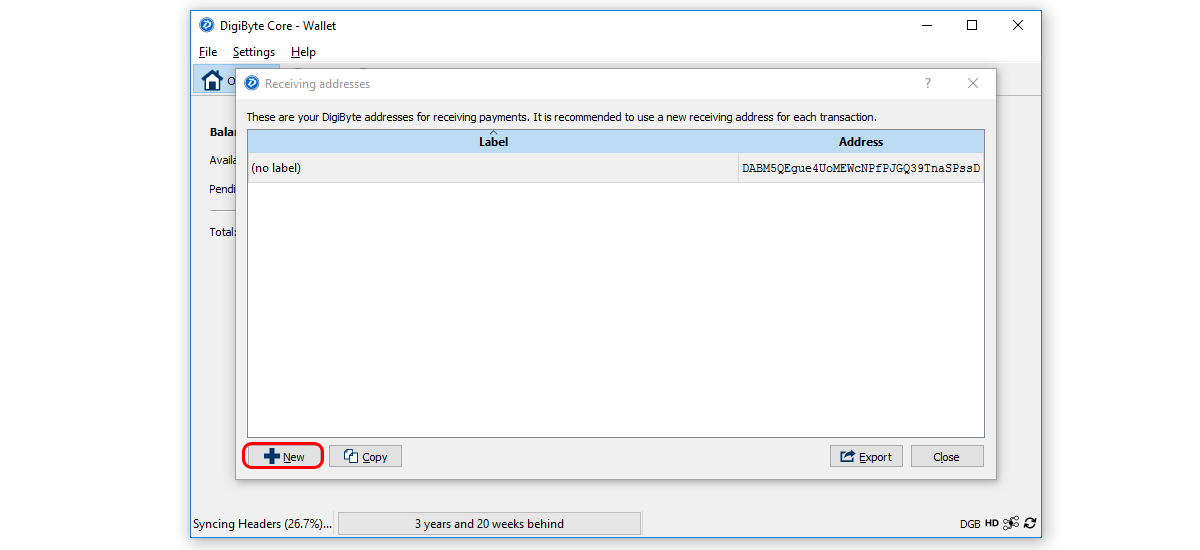 DigiByte Core - Wallet
File Settings Help
O
Receiving addresses ?
These are your DigiByte addresses for receiving payments. It is recommended to use a new receiving address for each transaction.
Label Address
(no label) DABM5QEgue4UoMEWcNPfPJGQ39TnaSPssD
Balan
Availa
Pendi
Total:
New Copy Export Close
Syncing Headers (26.7%)... 3 years and 20 weeks behind DGB HD